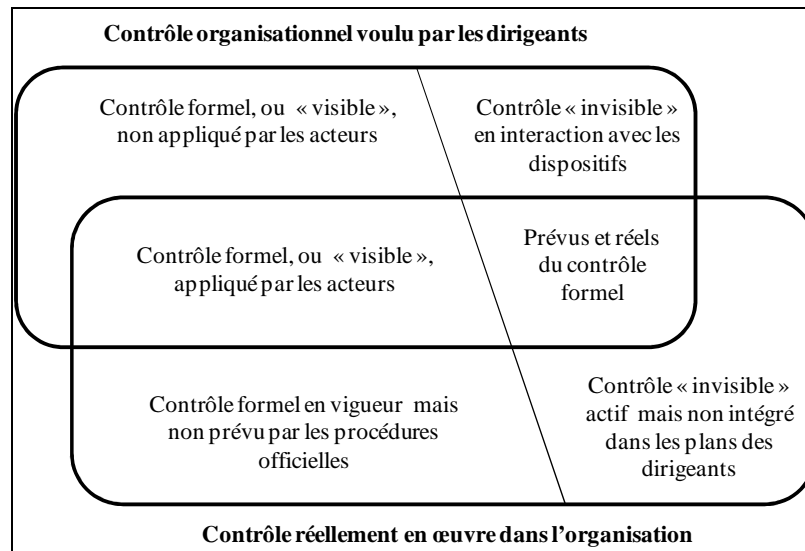 Contrôle organisationnel voulu par les dirigeants
Contrôle formel, ou « visible »,
non appliqué par les acteurs
Contrôle « invisible »
en interaction avec les
dispositifs
Contrôle formel, ou « visible »,
appliqué par les acteurs
Prévus et réels
du contrôle
formel
Contrôle formel en vigueur mais
non prévu par les procédures
officielles
Contrôle « invisible »
actif mais non intégré
dans les plans des
dirigeants
Contrôle réellement en œuvre dans l'organisation